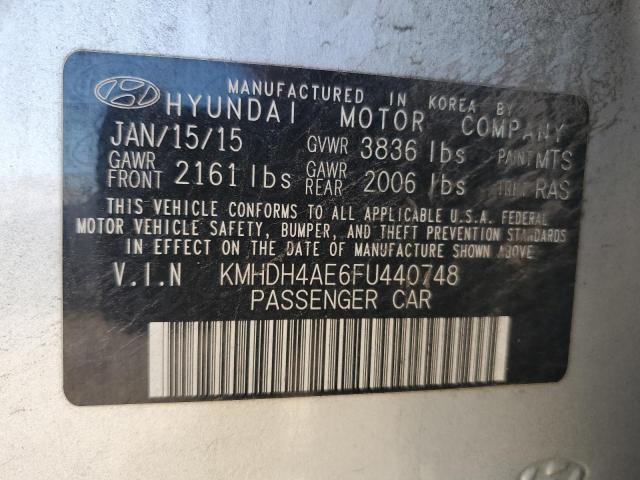 MANUFACTURED IN KOREA BY
HYUNDAI MOTOR COMPANY
JAN/15/15 GVWR 3836 lbs PAINT MTS
GAWR FRONT 2161 lbs GAWR REAR 2006 lbs TRIM RAS
THIS VEHICLE CONFORMS TO ALL APPLICABLE U.S.A. FEDERAL
MOTOR VEHICLE SAFETY, BUMPER, AND THEFT PREVENTION STANDARDS
IN EFFECT ON THE DATE OF MANUFACTURE SHOWN ABOVE.
V.I.N KMHDH4AE6FU440748
PASSENGER CAR